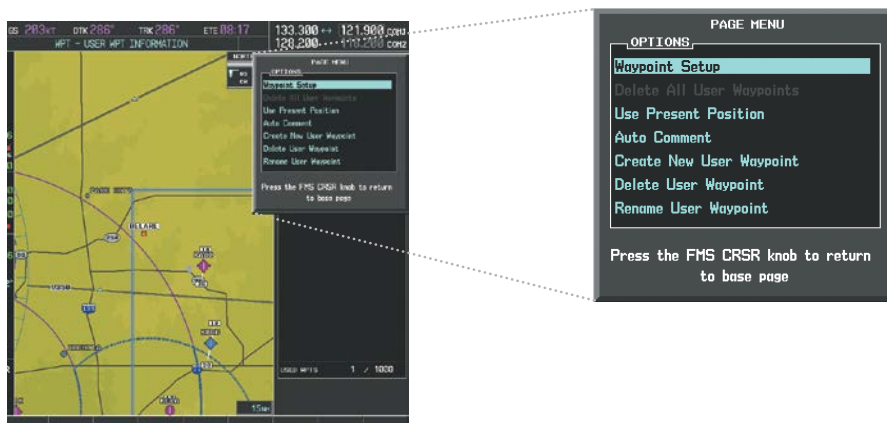 GS 203KT DTK 286° TRK 286° ETE 08:17 133.300 ↔ 121.900 COM1
WPT - USER WPT INFORMATION 128.200 118.200 COM2
PAGE MENU
OPTIONS
Waypoint Setup
Delete All User Waypoints
Use Present Position
Auto Comment
Create New User Waypoint
Delete User Waypoint
Rename User Waypoint
Press the FMS CRSR knob to return
to base page
USED WPTS 1 / 1000
15NM
PAGE MENU
OPTIONS
Waypoint Setup
Delete All User Waypoints
Use Present Position
Auto Comment
Create New User Waypoint
Delete User Waypoint
Rename User Waypoint
Press the FMS CRSR knob to return
to base page